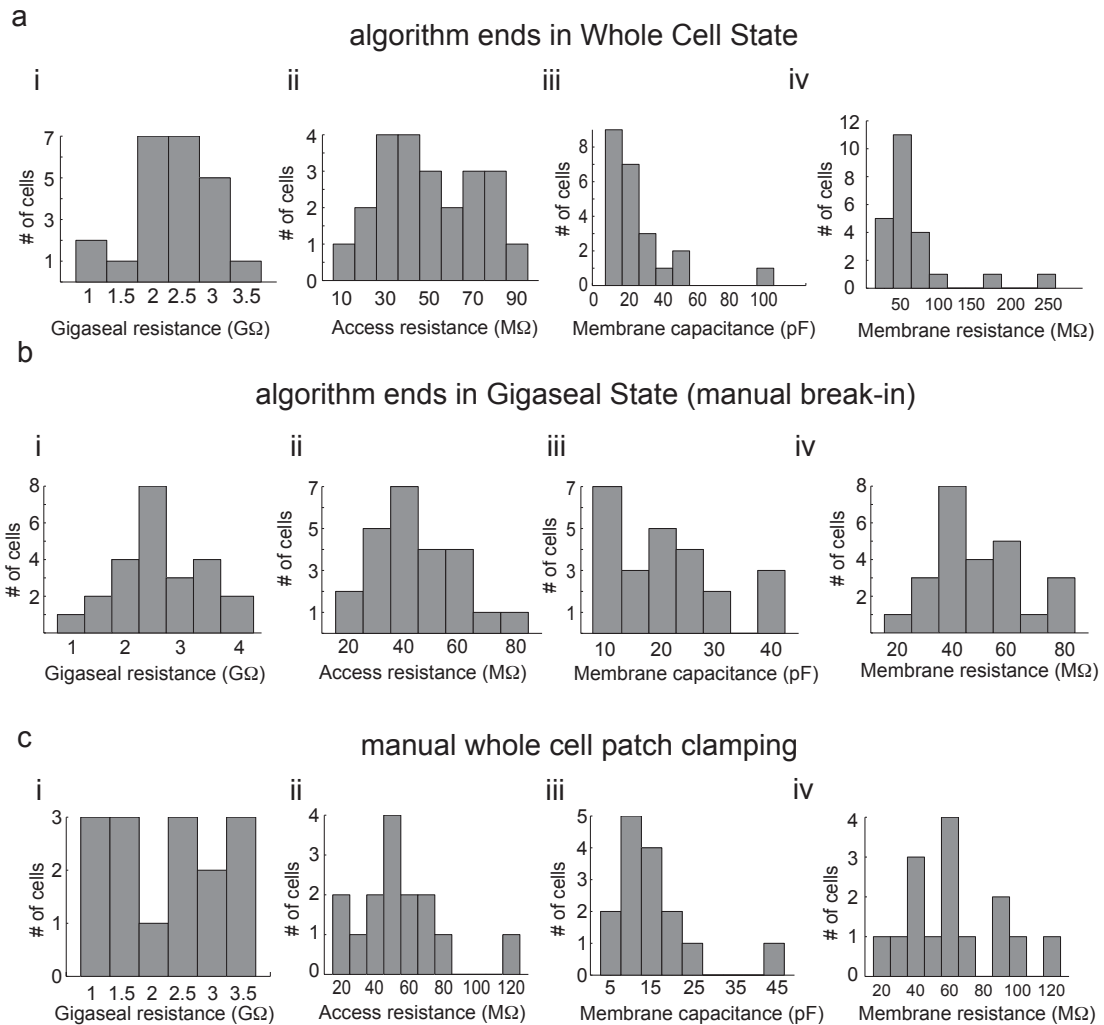 a
algorithm ends in Whole Cell State
i
ii
iii
iv
7
5
3
1
# of cells
1 1.5 2 2.5 3 3.5
Gigaseal resistance (GΩ)
4
3
2
1
0
# of cells
10 30 50 70 90
Access resistance (MΩ)
8
6
4
2
0
# of cells
0 20 40 60 80 100
Membrane capacitance (pF)
12
10
8
6
4
2
0
# of cells
50 100 150 200 250
Membrane resistance (MΩ)
b
algorithm ends in Gigaseal State (manual break-in)
i
ii
iii
iv
8
6
4
2
# of cells
1 2 3 4
Gigaseal resistance (GΩ)
7
5
3
1
# of cells
20 40 60 80
Access resistance (MΩ)
7
5
3
1
# of cells
10 20 30 40
Membrane capacitance (pF)
8
6
4
2
# of cells
20 40 60 80
Membrane resistance (MΩ)
c
manual whole cell patch clamping
i
ii
iii
iv
3
2
1
0
# of cells
1 1.5 2 2.5 3 3.5
Gigaseal resistance (GΩ)
4
3
2
1
0
# of cells
20 40 60 80 100 120
Access resistance (MΩ)
5
4
3
2
1
0
# of cells
5 15 25 35 45
Membrane capacitance (pF)
4
3
2
1
0
# of cells
20 40 60 80 100 120
Membrane resistance (MΩ)